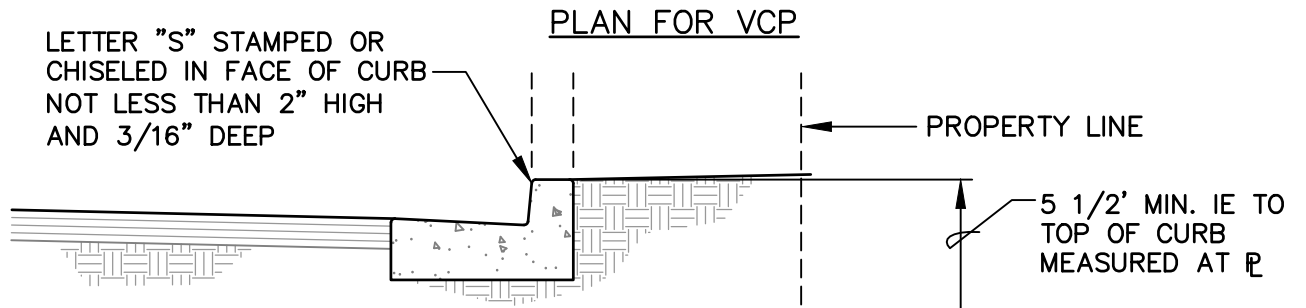 PLAN FOR VCP
LETTER "S" STAMPED OR
CHISELED IN FACE OF CURB
NOT LESS THAN 2" HIGH
AND 3/16" DEEP
PROPERTY LINE
5 1/2' MIN. IE TO
TOP OF CURB
MEASURED AT ⅊